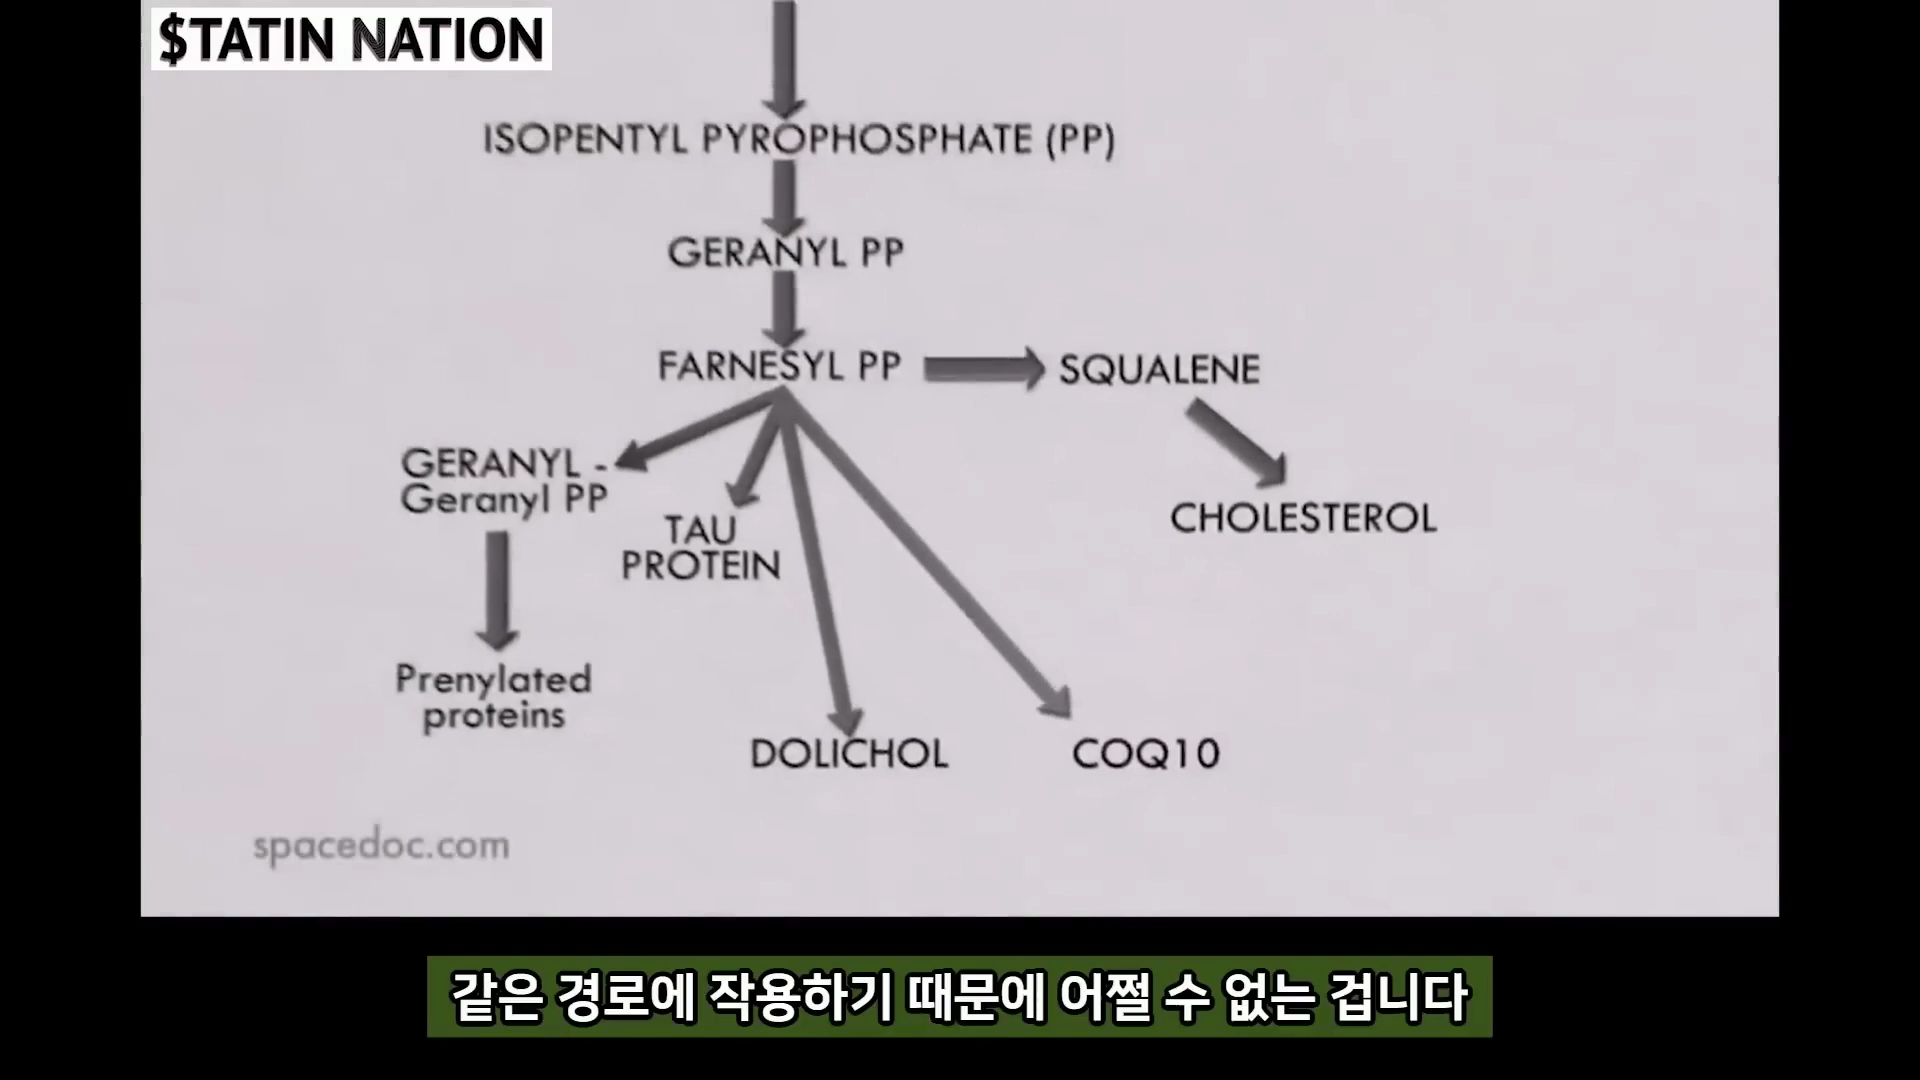 $TATIN NATION
ISOPENTYL PYROPHOSPHATE (PP)
GERANYL PP
FARNESYL PP
SQUALENE
GERANYL -
Geranyl PP
TAU
PROTEIN
CHOLESTEROL
Prenylated
proteins
DOLICHOL
COQ10
spacedoc.com
같은 경로에 작용하기 때문에 어쩔 수 없는 겁니다